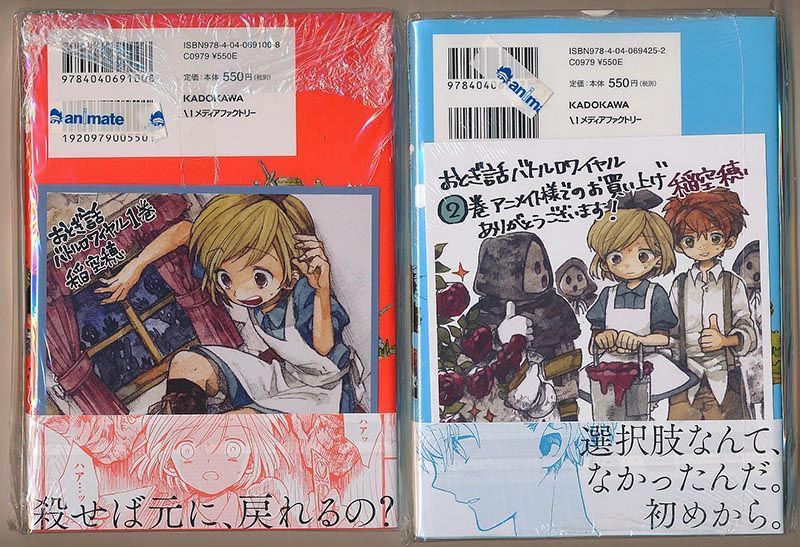 ISBN978-4-04-069100-8
C0979 ¥550E
定価:本体 550円(税別)
KADOKAWA
メディアファクトリー
9784040691008
animate
1920979005501
おとぎ話
バトルロワイヤル1巻
稲空穂
ハァッ
ハァ…ッ
殺せば元に、戻れるの?
ISBN978-4-04-069425-2
C0979 ¥550E
定価:本体 550円(税別)
KADOKAWA
メディアファクトリー
animate
おとぎ話バトルロワイヤル
②巻アニメイト様でのお買い上げ
ありがとうございます!!
稲空穂
選択肢なんて、
なかったんだ。
初めから。